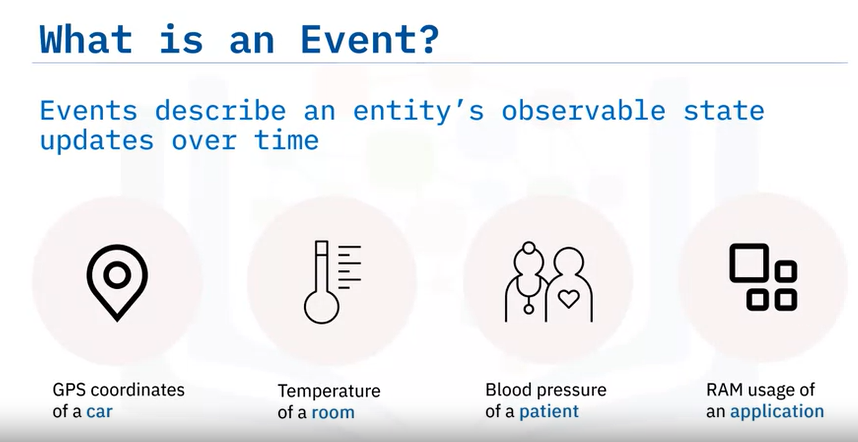 What is an Event?
Events describe an entity’s observable state
updates over time
GPS coordinates
of a car
Temperature
of a room
Blood pressure
of a patient
RAM usage of
an application